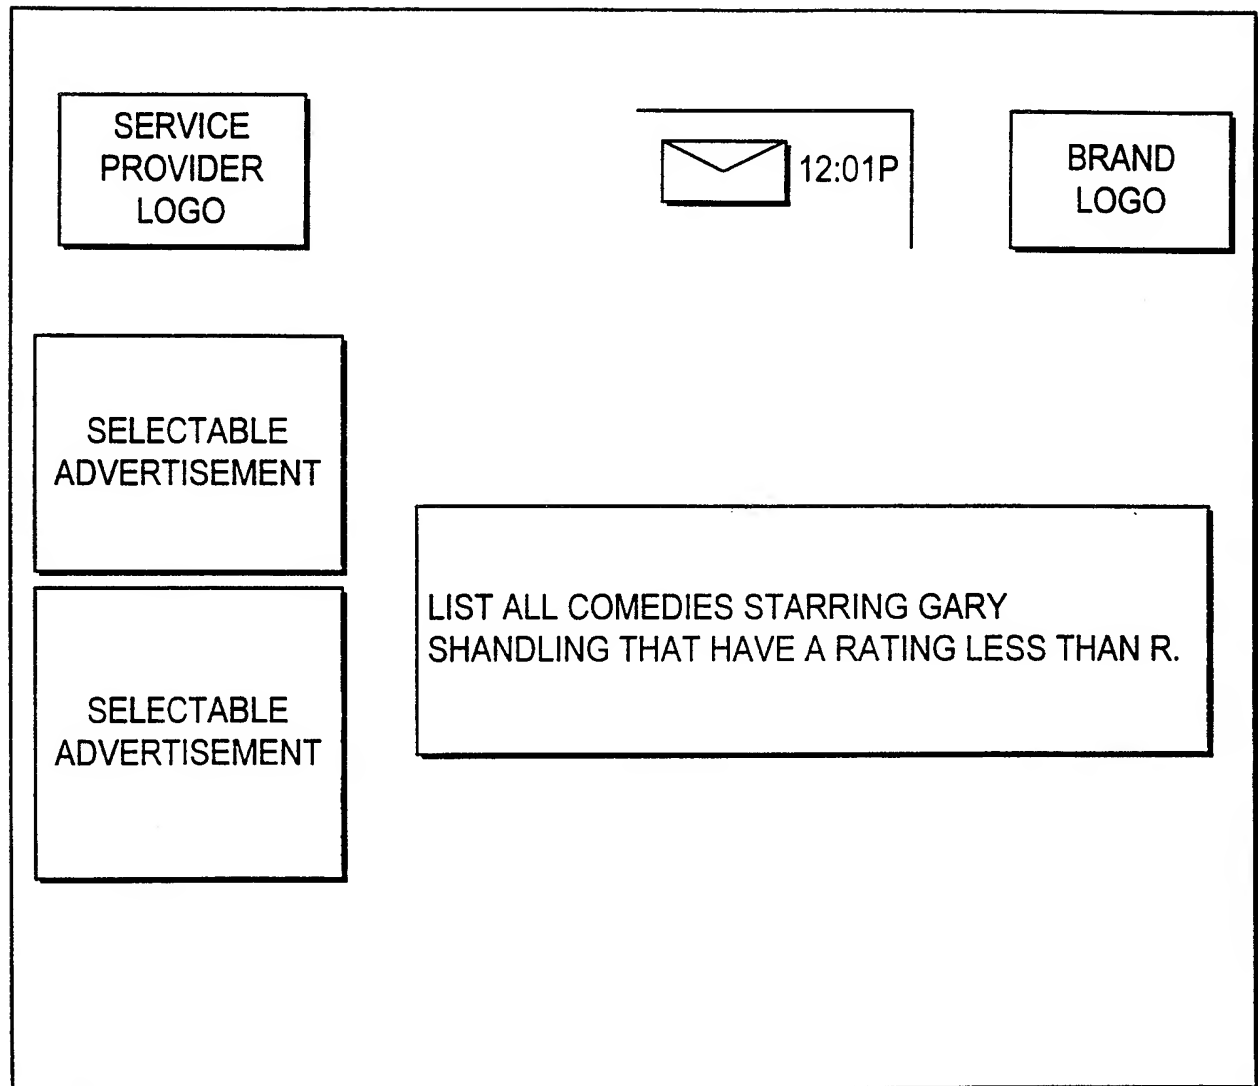 SERVICE
PROVIDER
LOGO
12:01P
BRAND
LOGO
SELECTABLE
ADVERTISEMENT
LIST ALL COMEDIES STARRING GARY
SHANDLING THAT HAVE A RATING LESS THAN R.
SELECTABLE
ADVERTISEMENT